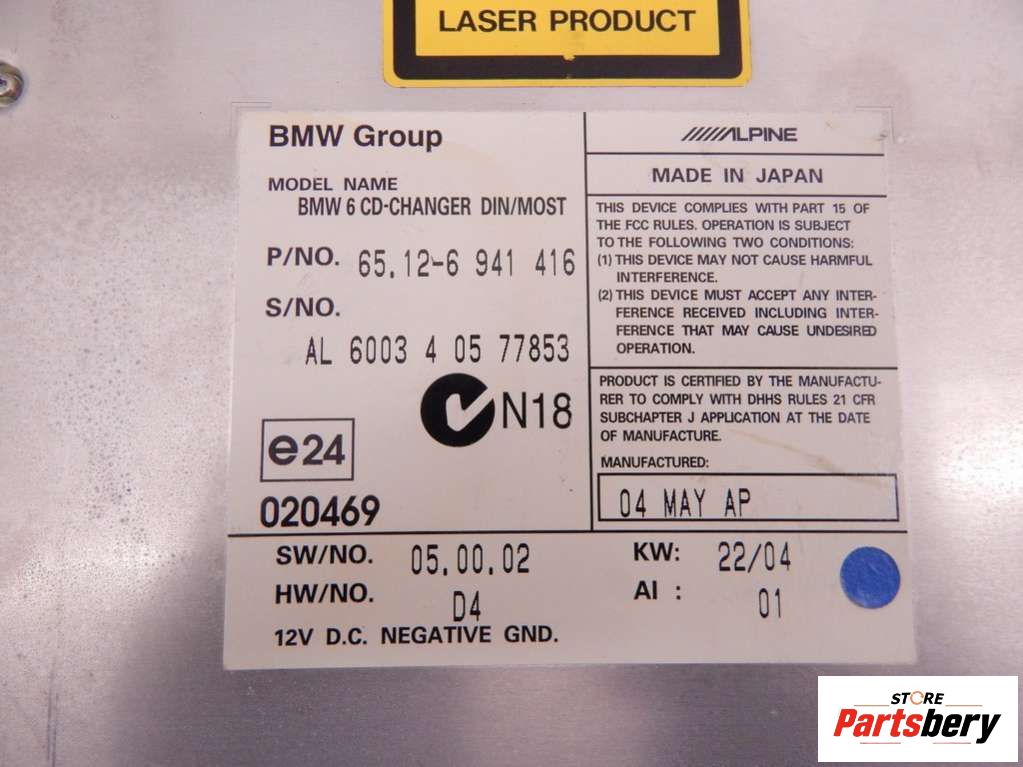 LASER PRODUCT
BMW Group
MODEL NAME
BMW 6 CD-CHANGER DIN/MOST
P/NO. 65.12-6 941 416
S/NO.
AL 6003 4 05 77853
N18
e24
020469
ALPINE
MADE IN JAPAN
THIS DEVICE COMPLIES WITH PART 15 OF
THE FCC RULES. OPERATION IS SUBJECT
TO THE FOLLOWING TWO CONDITIONS:
(1) THIS DEVICE MAY NOT CAUSE HARMFUL
INTERFERENCE.
(2) THIS DEVICE MUST ACCEPT ANY INTER-
FERENCE RECEIVED INCLUDING INTER-
FERENCE THAT MAY CAUSE UNDESIRED
OPERATION.
PRODUCT IS CERTIFIED BY THE MANUFACTU-
RER TO COMPLY WITH DHHS RULES 21 CFR
SUBCHAPTER J APPLICATION AT THE DATE
OF MANUFACTURE.
MANUFACTURED:
04 MAY AP
SW/NO. 05.00.02
HW/NO. D4
12V D.C. NEGATIVE GND.
KW: 22/04
AI : 01
STORE
Partsbery